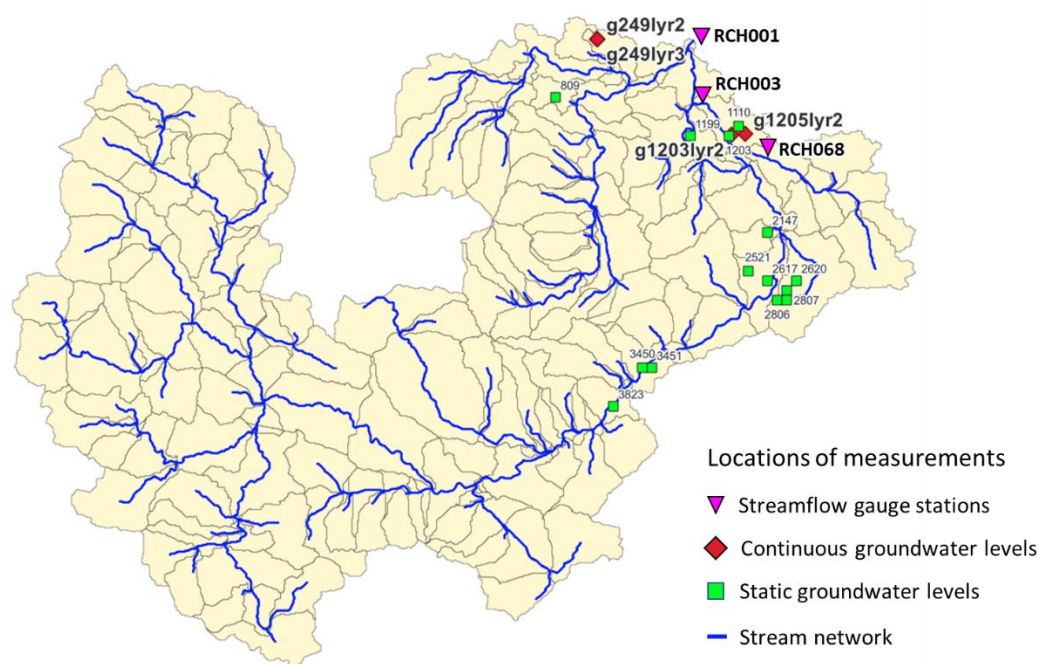 g249lyr2
RCH001
g249lyr3
809
RCH003
1110
g1205lyr2
1199
g1203lyr2
1203
RCH068
2147
2521
2617
2620
2807
2806
3450
3451
3823
Locations of measurements
Streamflow gauge stations
Continuous groundwater levels
Static groundwater levels
Stream network